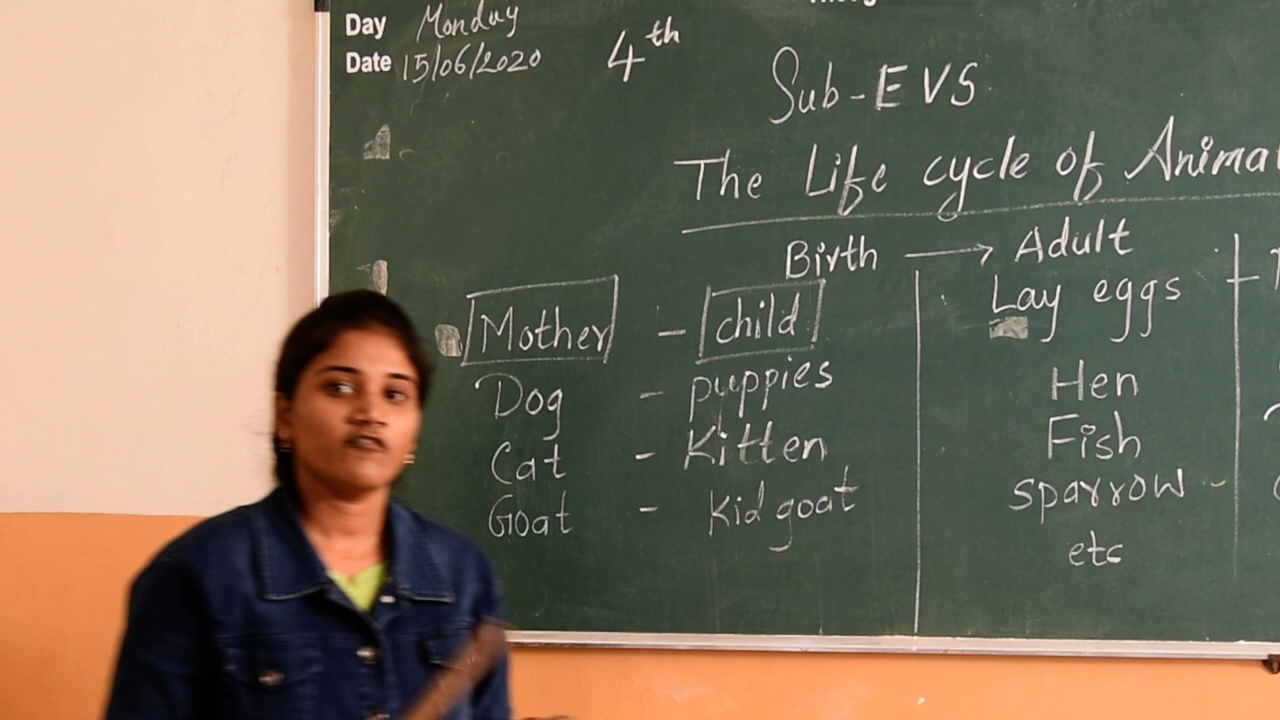 Day Monday
Date 15/06/2020
4th
Sub-EVS
The Life cycle of
Birth → Adult
Mother - child
Dog - puppies
Cat - Kitten
Goat - Kid goat
Lay eggs
Hen
Fish
sparrow
etc